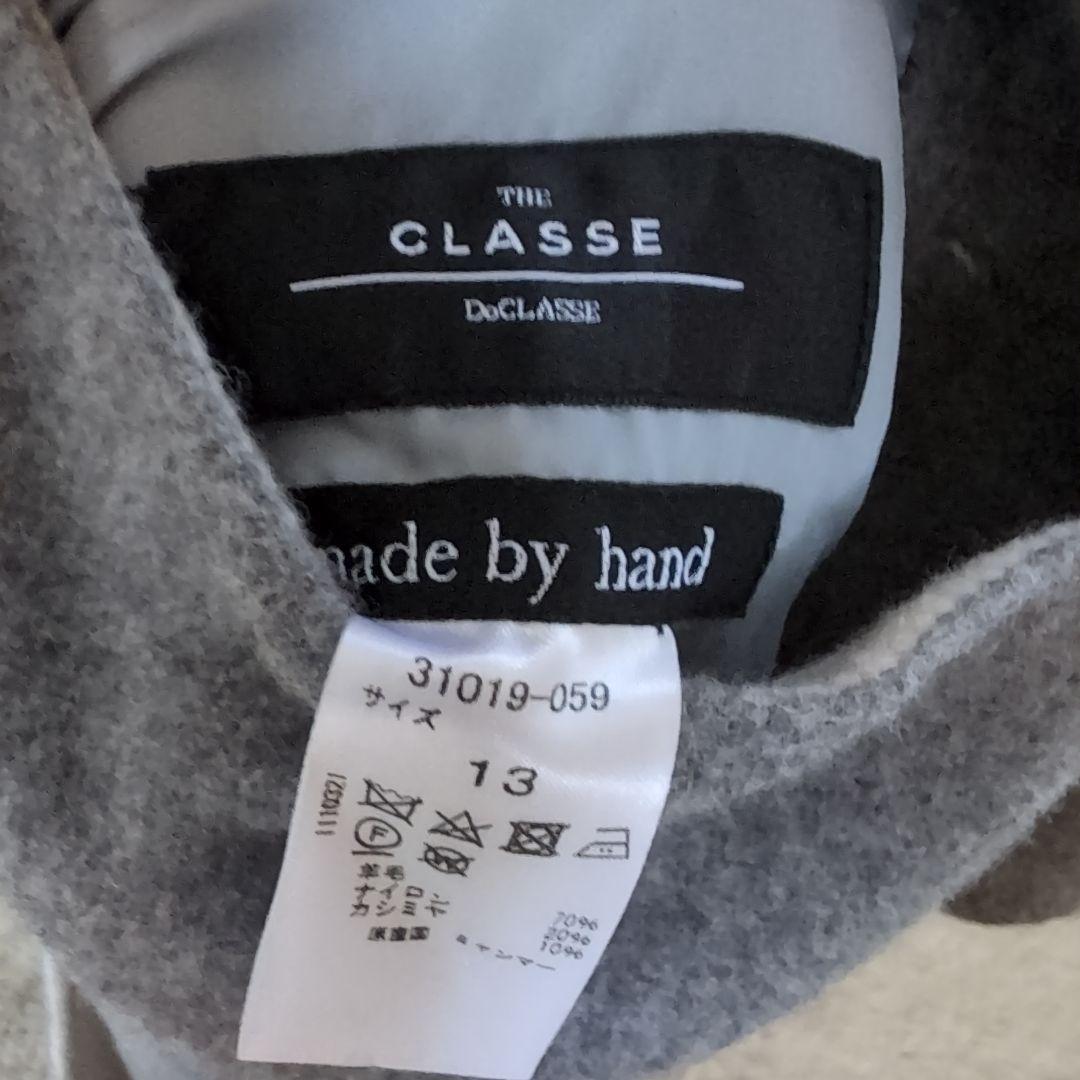 THE
CLASSE
DoCLASSE
made by hand
31019-059
サイズ
13
1110321
羊毛 70%
ナイロン 20%
カシミヤ 10%
原産国 ミャンマー